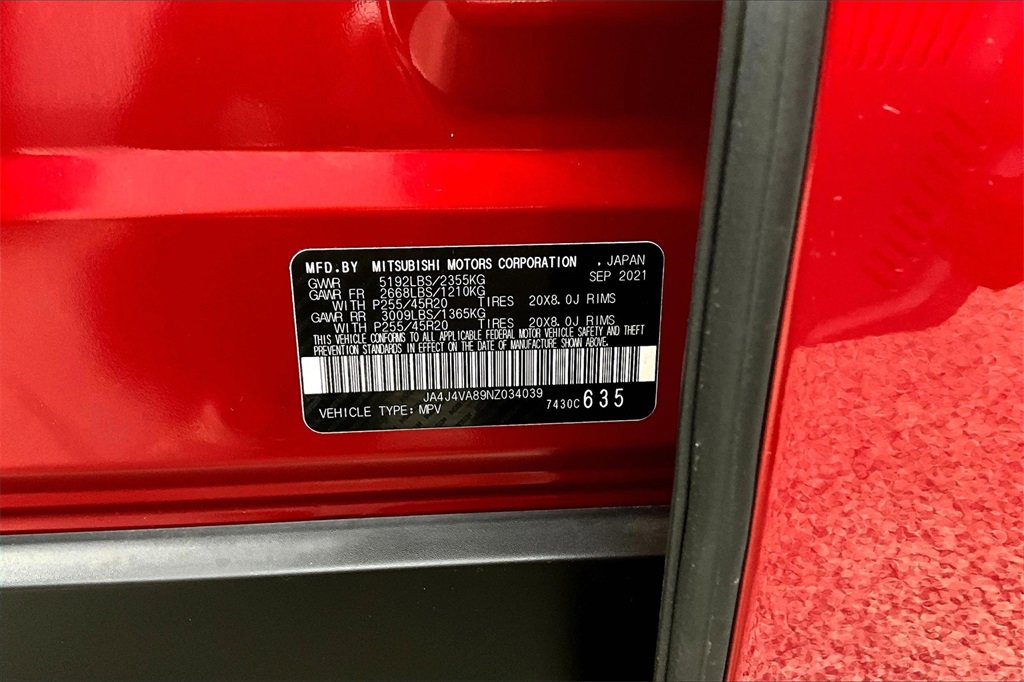 MFD.BY MITSUBISHI MOTORS CORPORATION , JAPAN
GVWR 5192LBS/2355KG SEP 2021
GAWR FR 2668LBS/1210KG
WITH P255/45R20 TIRES 20X8.0J RIMS
GAWR RR 3009LBS/1365KG
WITH P255/45R20 TIRES 20X8.0J RIMS
THIS VEHICLE CONFORMS TO ALL APPLICABLE FEDERAL MOTOR VEHICLE SAFETY AND THEFT
PREVENTION STANDARDS IN EFFECT ON THE DATE OF MANUFACTURE SHOWN ABOVE.
JA4J4VA89NZ034039
VEHICLE TYPE: MPV 7430C 635